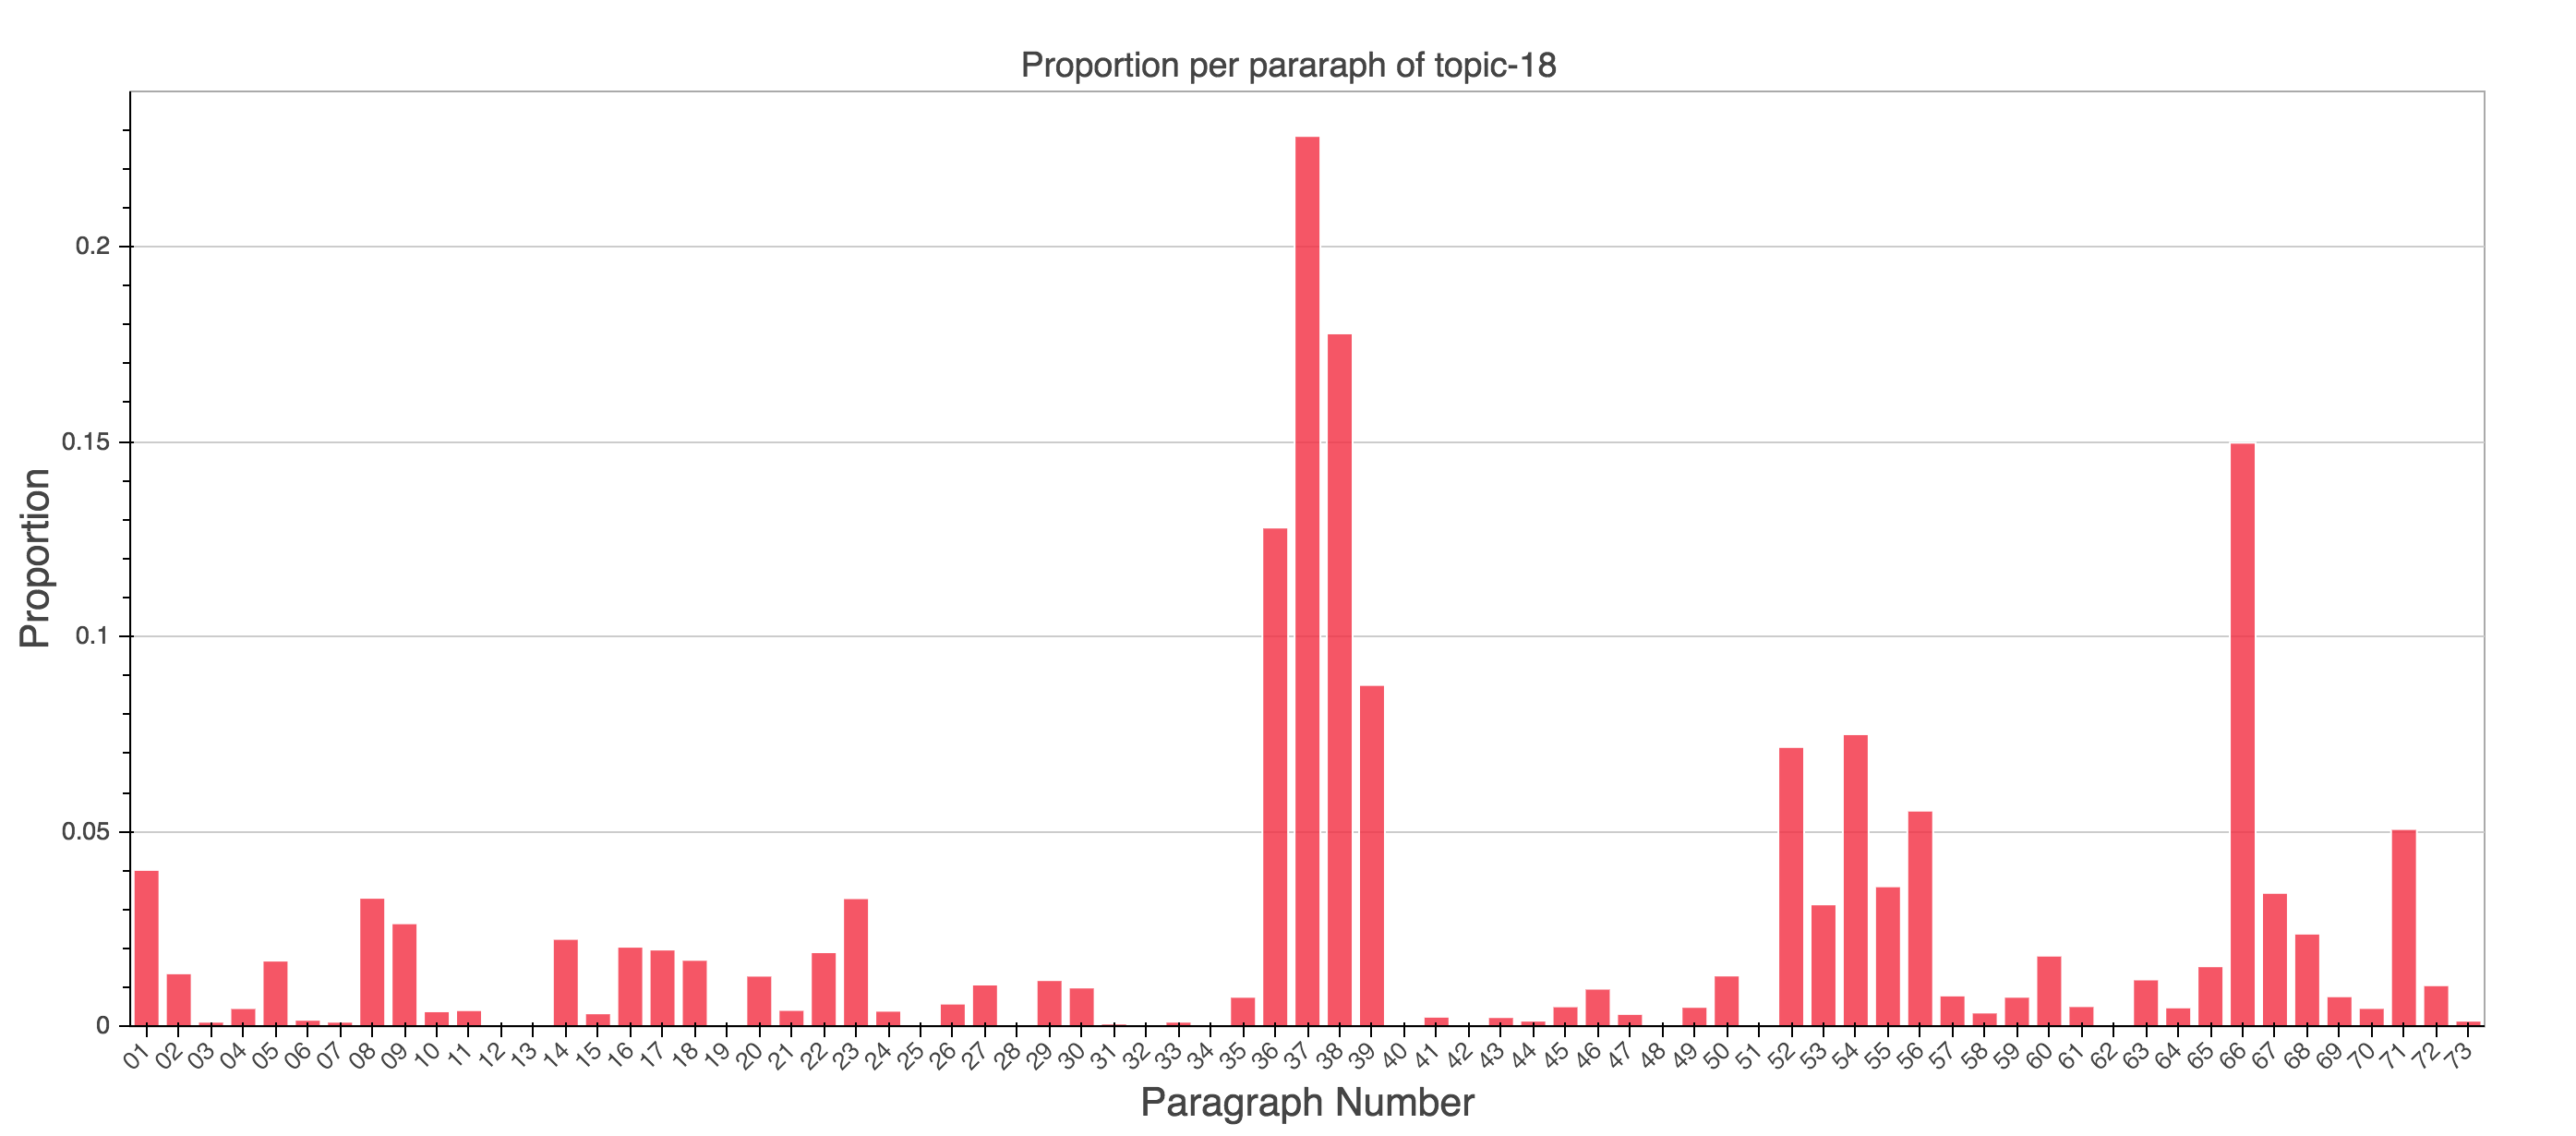 Proportion per pararaph of topic-18
Proportion
0.2
0.15
0.1
0.05
0
01 02 03 04 05 06 07 08 09 10 11 12 13 14 15 16 17 18 19 20 21 22 23 24 25 26 27 28 29 30 31 32 33 34 35 36 37 38 39 40 41 42 43 44 45 46 47 48 49 50 51 52 53 54 55 56 57 58 59 60 61 62 63 64 65 66 67 68 69 70 71 72 73
Paragraph Number